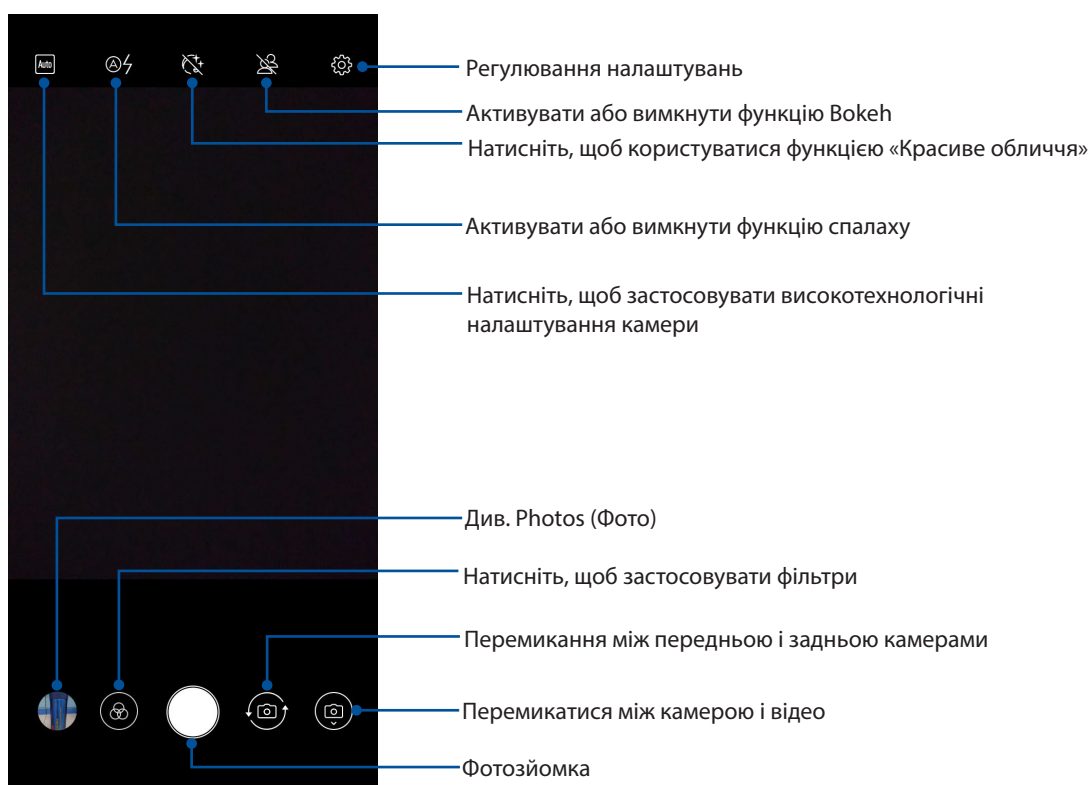 Auto
A
Регулювання налаштувань
Активувати або вимкнути функцію Bokeh
Натисніть, щоб користуватися функцією «Красиве обличчя»
Активувати або вимкнути функцію спалаху
Натисніть, щоб застосовувати високотехнологічні
налаштування камери
Див. Photos (Фото)
Натисніть, щоб застосовувати фільтри
Перемикання між передньою і задньою камерами
Перемикатися між камерою і відео
Фотозйомка